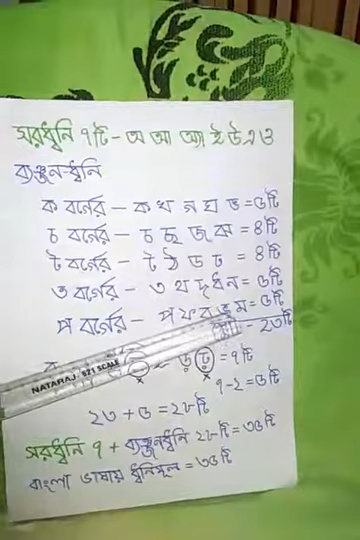 স্বরধ্বনি ৭টি - অ আ অ্যা ই উ এ ও
ব্যঞ্জনধ্বনি
ক বর্গের - ক খ গ ঘ ঙ = ৫টি
চ বর্গের - চ ছ জ ঝ = ৪টি
ট বর্গের - ট ঠ ড ঢ = ৪টি
ত বর্গের - ত থ দ ধ ন = ৫টি
প বর্গের - প ফ ব ভ ম = ৫টি
২৩টি
ড় ঢ় = ৭টি
NATARAJ 621 SCALE
৭-২ = ৫টি
২৩ + ৫ = ২৮টি
স্বরধ্বনি ৭ + ব্যঞ্জনধ্বনি ২৮টি = ৩৫টি
বাংলা ভাষায় ধ্বনিমূল = ৩৫টি